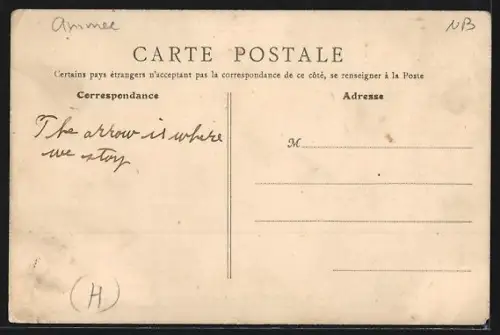 Armee NB
CARTE POSTALE
Certains pays étrangers n'acceptant pas la correspondance de ce côté, se renseigner à la Poste
Correspondance Adresse
The arrow is where
we stop
M
(H)